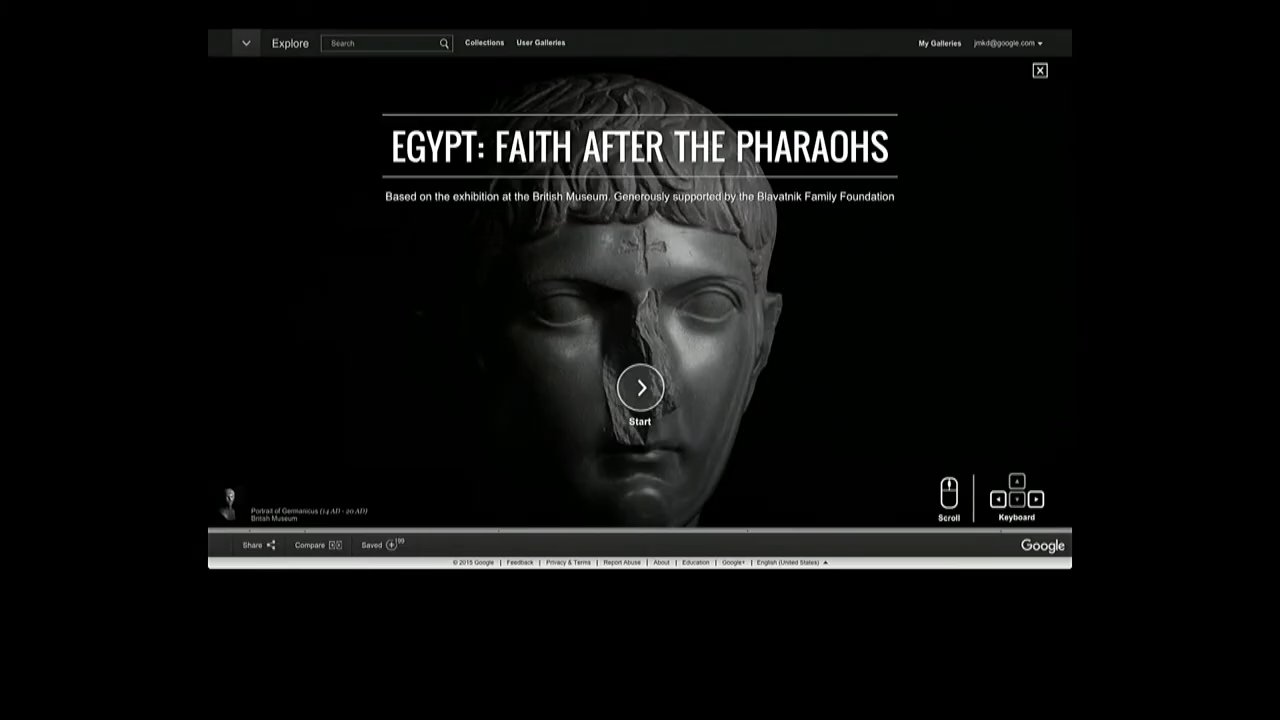 Explore
Search
Collections
User Galleries
My Galleries
jmkd@google.com
EGYPT: FAITH AFTER THE PHARAOHS
Based on the exhibition at the British Museum. Generously supported by the Blavatnik Family Foundation
Start
Portrait of Germanicus (14 AD - 20 AD)
British Museum
Scroll
Keyboard
Share
Compare
Saved
199
Google
© 2015 Google | Feedback | Privacy & Terms | Report Abuse | About | Education | Google+ | English (United States)